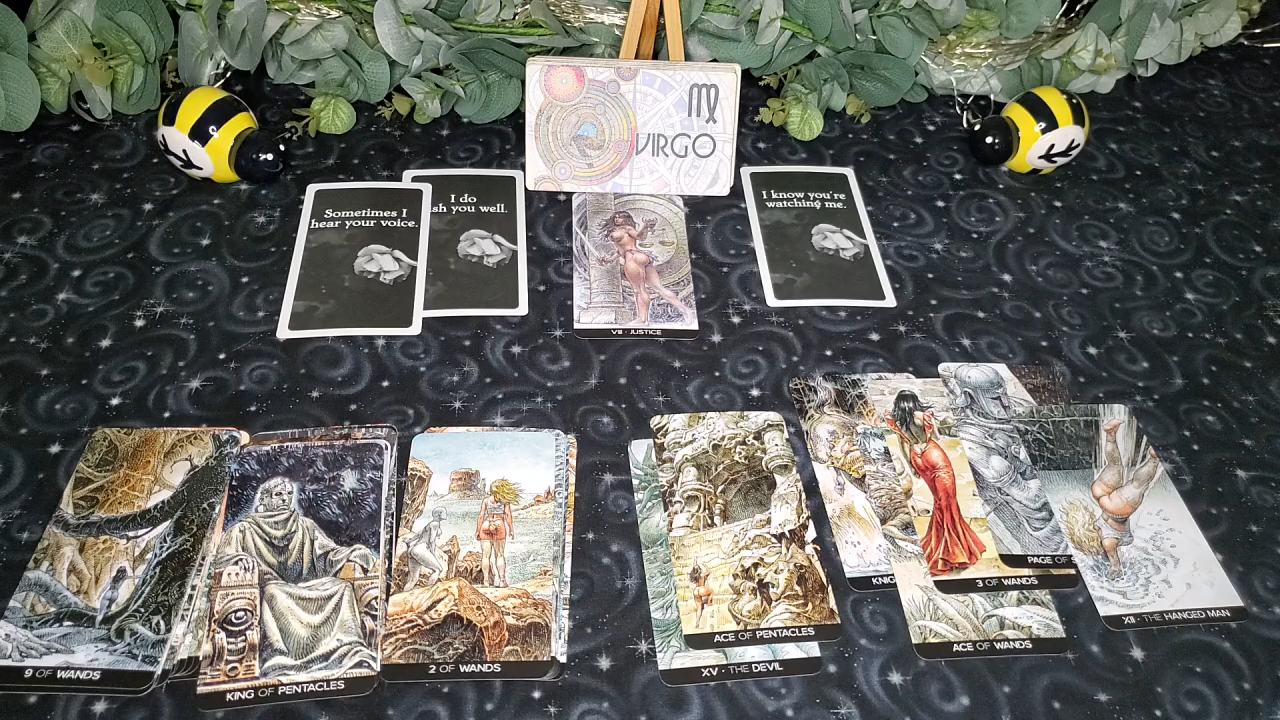 VIRGO
Sometimes I
hear your voice.
I do
you well.
I know you're
watching me.
VIII · JUSTICE
9 OF WANDS
KING OF PENTACLES
2 OF WANDS
ACE OF PENTACLES
XV · THE DEVIL
3 OF WANDS
PAGE OF
ACE OF WANDS
XII · THE HANGED MAN